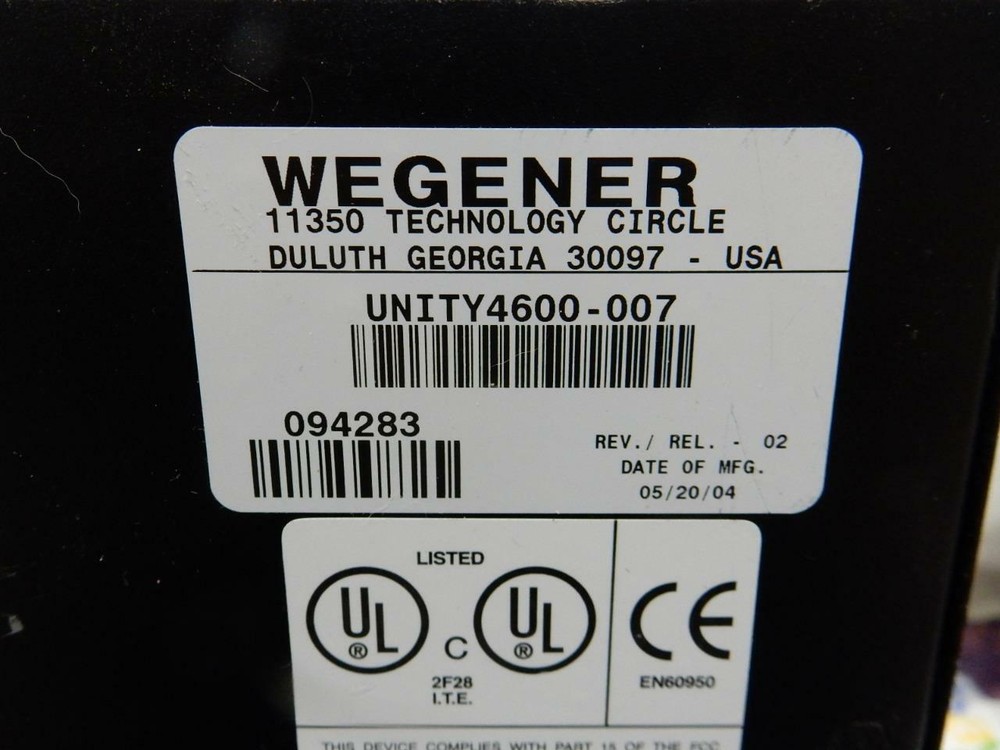 WEGENER
11350 TECHNOLOGY CIRCLE
DULUTH GEORGIA 30097 - USA
UNITY4600-007
094283
REV./ REL. - 02
DATE OF MFG.
05/20/04
LISTED
UL ® C UL ® CE
2F28
I.T.E.
EN60950
THIS DEVICE COMPLIES WITH PART 15 OF THE FCC